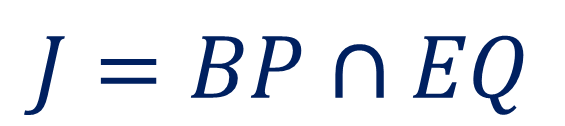 J = BP ∩ EQ